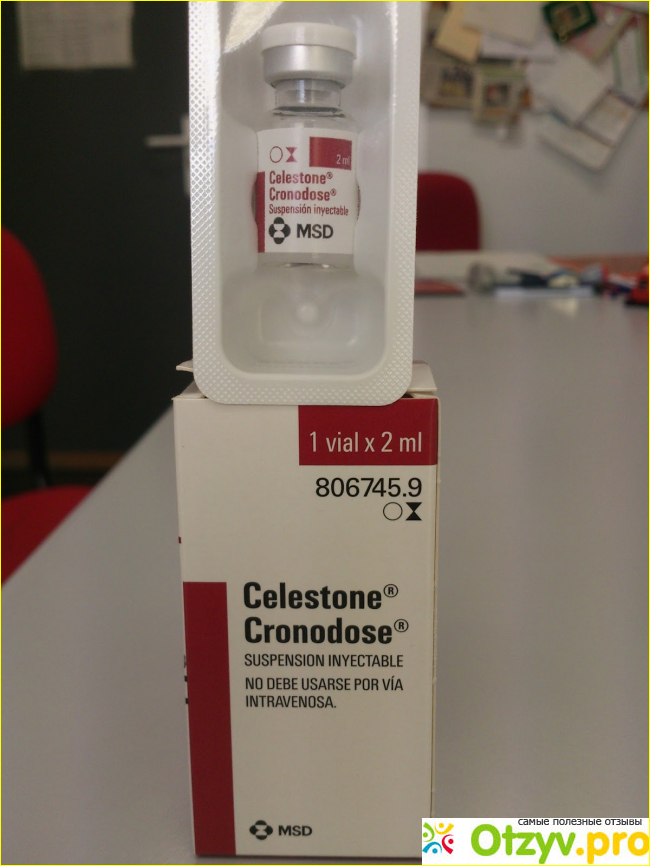 2 ml
Celestone®
Cronodose®
Suspensión inyectable
MSD
1 vial x 2 ml
806745.9
Celestone®
Cronodose®
SUSPENSION INYECTABLE
NO DEBE USARSE POR VÍA
INTRAVENOSA.
MSD
самые полезные отзывы
Otzyv.pro